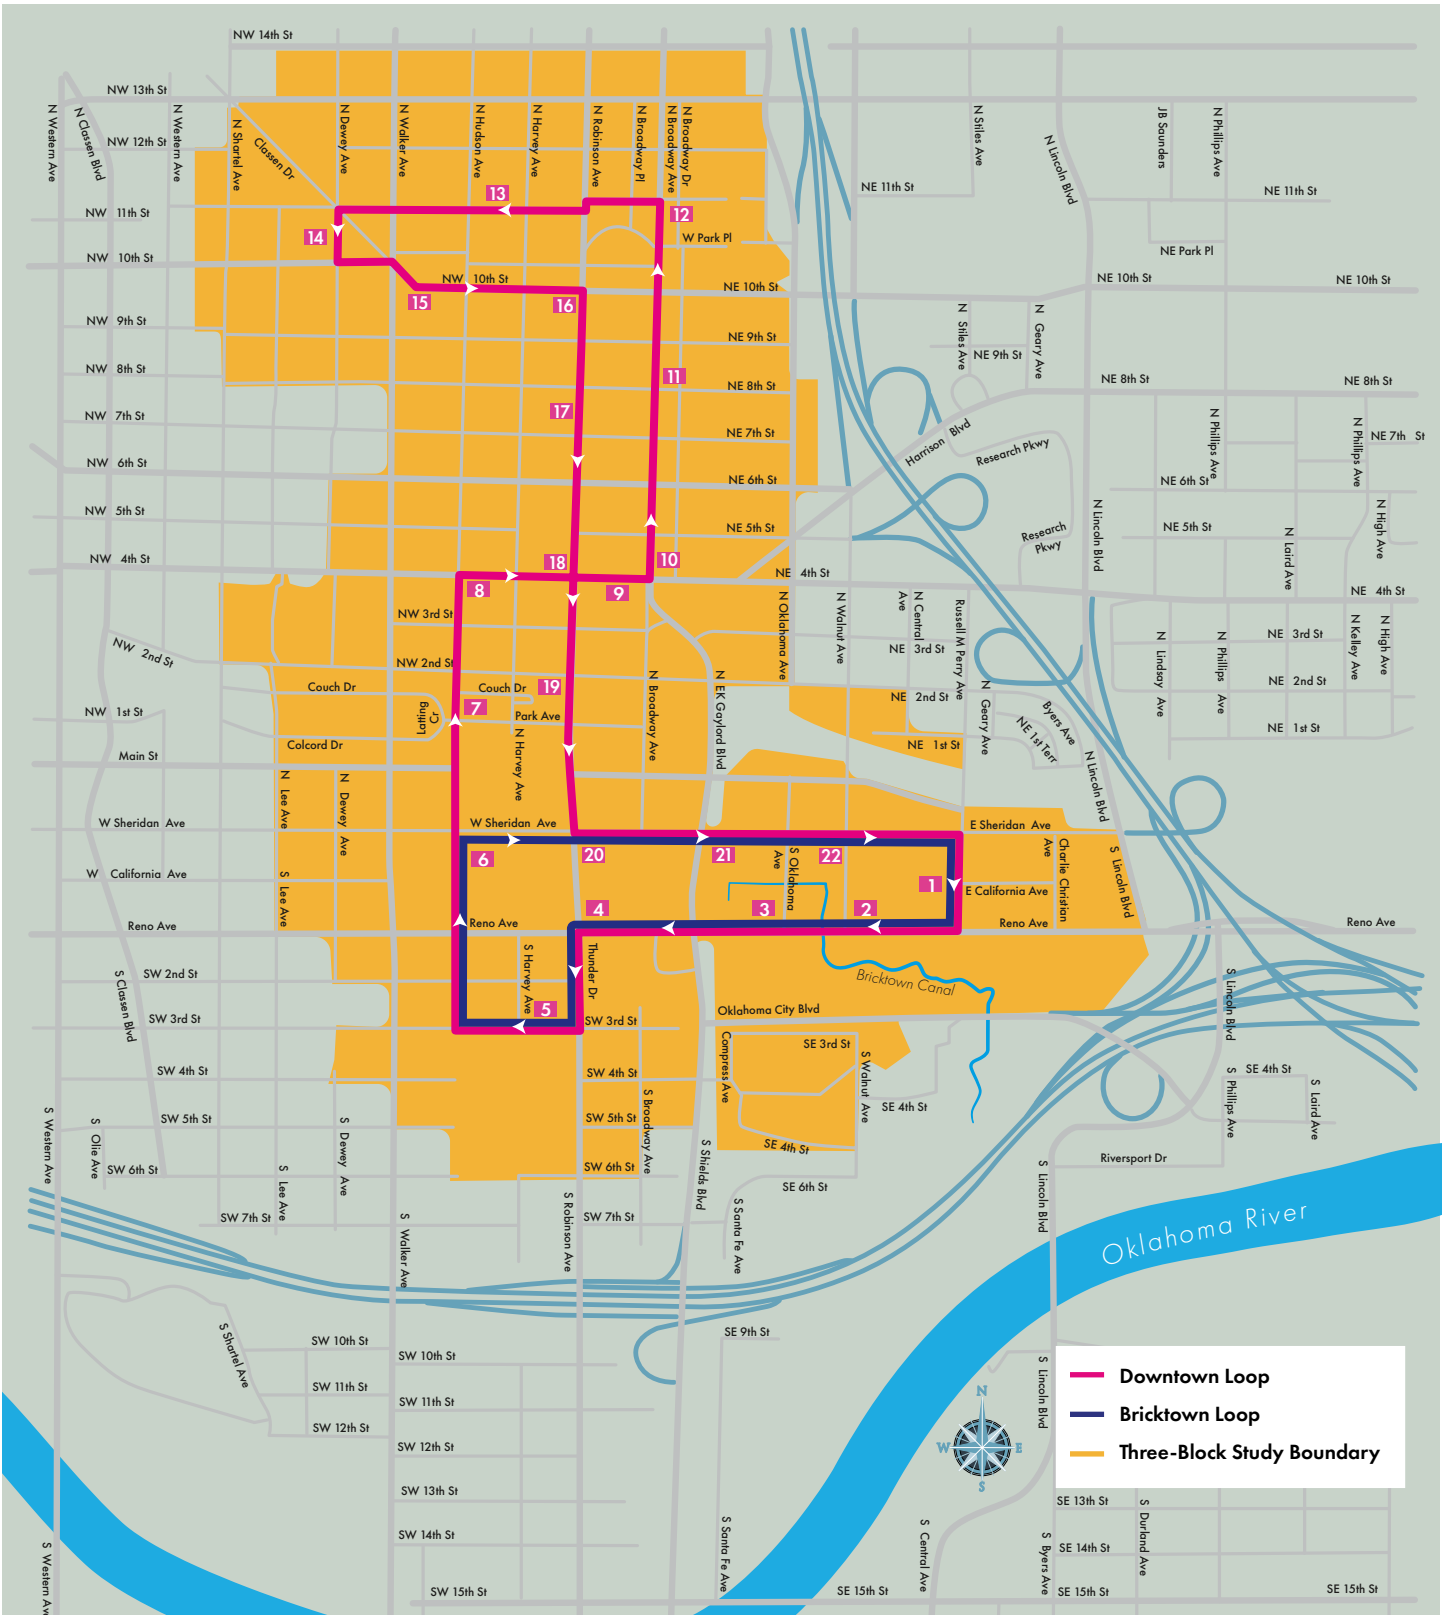 NW 14th St
NW 13th St
NW 12th St
N Western Ave
N Classen Blvd
N Western Ave
N Shartel Ave
Classen Dr
N Dewey Ave
N Walker Ave
N Hudson Ave
N Harvey Ave
N Robinson Ave
N Broadway Pl
N Broadway Ave
N Broadway Dr
N Stiles Ave
N Lincoln Blvd
JB Saunders
N Phillips Ave
NE 11th St
NE 11th St
NW 11th St
13
12
14
W Park Pl
NE Park Pl
NW 10th St
NW 10th St
15
16
NE 10th St
NE 10th St
NE 10th St
NW 9th St
NE 9th St
N Stiles Ave
N Geary Ave
NE 9th St
NW 8th St
11
NE 8th St
NE 8th St
NE 8th St
NW 7th St
17
NE 7th St
Harrison Blvd
Research Pkwy
N Phillips Ave
N Phillips Ave
NE 7th St
NW 6th St
NE 6th St
NE 6th St
NW 5th St
NE 5th St
Research
Pkwy
N Lincoln Blvd
NE 5th St
N Laird Ave
N High Ave
NW 4th St
18
10
8
9
NE 4th St
NE 4th St
NW 3rd St
N Oklahoma Ave
N Walnut Ave
N Central
Ave
Russell M Perry Ave
NE 3rd St
N Lindsay Ave
N Phillips Ave
NE 3rd St
N Kelley Ave
N High Ave
NW 2nd St
NW 2nd St
Couch Dr
Couch Dr
19
N Broadway Ave
N EK Gaylord Blvd
NE 2nd St
N Geary Ave
Byers Ave
NE 1st Terr
NE 2nd St
NW 1st St
Latting
Cr
7
Park Ave
NE 1st St
NE 1st St
Colcord Dr
N Harvey Ave
Main St
N Lee Ave
N Dewey Ave
N Lincoln Blvd
W Sheridan Ave
W Sheridan Ave
E Sheridan Ave
6
20
21
S Oklahoma
Ave
22
Charlie Christian
Ave
S Lincoln Blvd
W California Ave
S Lee Ave
1
E California Ave
4
3
2
Reno Ave
Reno Ave
Reno Ave
Reno Ave
S Classen Blvd
SW 2nd St
S Harvey Ave
Thunder Dr
Bricktown Canal
S Lincoln Blvd
5
SW 3rd St
SW 3rd St
Oklahoma City Blvd
Compress Ave
SE 3rd St
S Walnut Ave
SW 4th St
SW 4th St
SE 4th St
S Phillips Ave
SE 4th St
S Laird Ave
S Western Ave
S Olie Ave
SW 5th St
S Dewey Ave
SW 5th St
S Broadway Ave
SE 4th St
SW 6th St
S Lee Ave
SW 6th St
S Shields Blvd
SE 6th St
Riversport Dr
S Lincoln Blvd
SW 7th St
S Walker Ave
S Robinson Ave
SW 7th St
S Santa Fe Ave
Oklahoma River
S Shartel Ave
SW 10th St
SW 10th St
SE 9th St
S Lincoln Blvd
SW 11th St
SW 11th St
SW 12th St
SW 12th St
N
W
E
S
Downtown Loop
Bricktown Loop
Three-Block Study Boundary
SW 13th St
SE 13th St
S Durland Ave
SW 14th St
S Santa Fe Ave
S Central Ave
S Byers Ave
SE 14th St
S Western Av
SW 15th St
SE 15th St
SE 15th St
SE 15th St